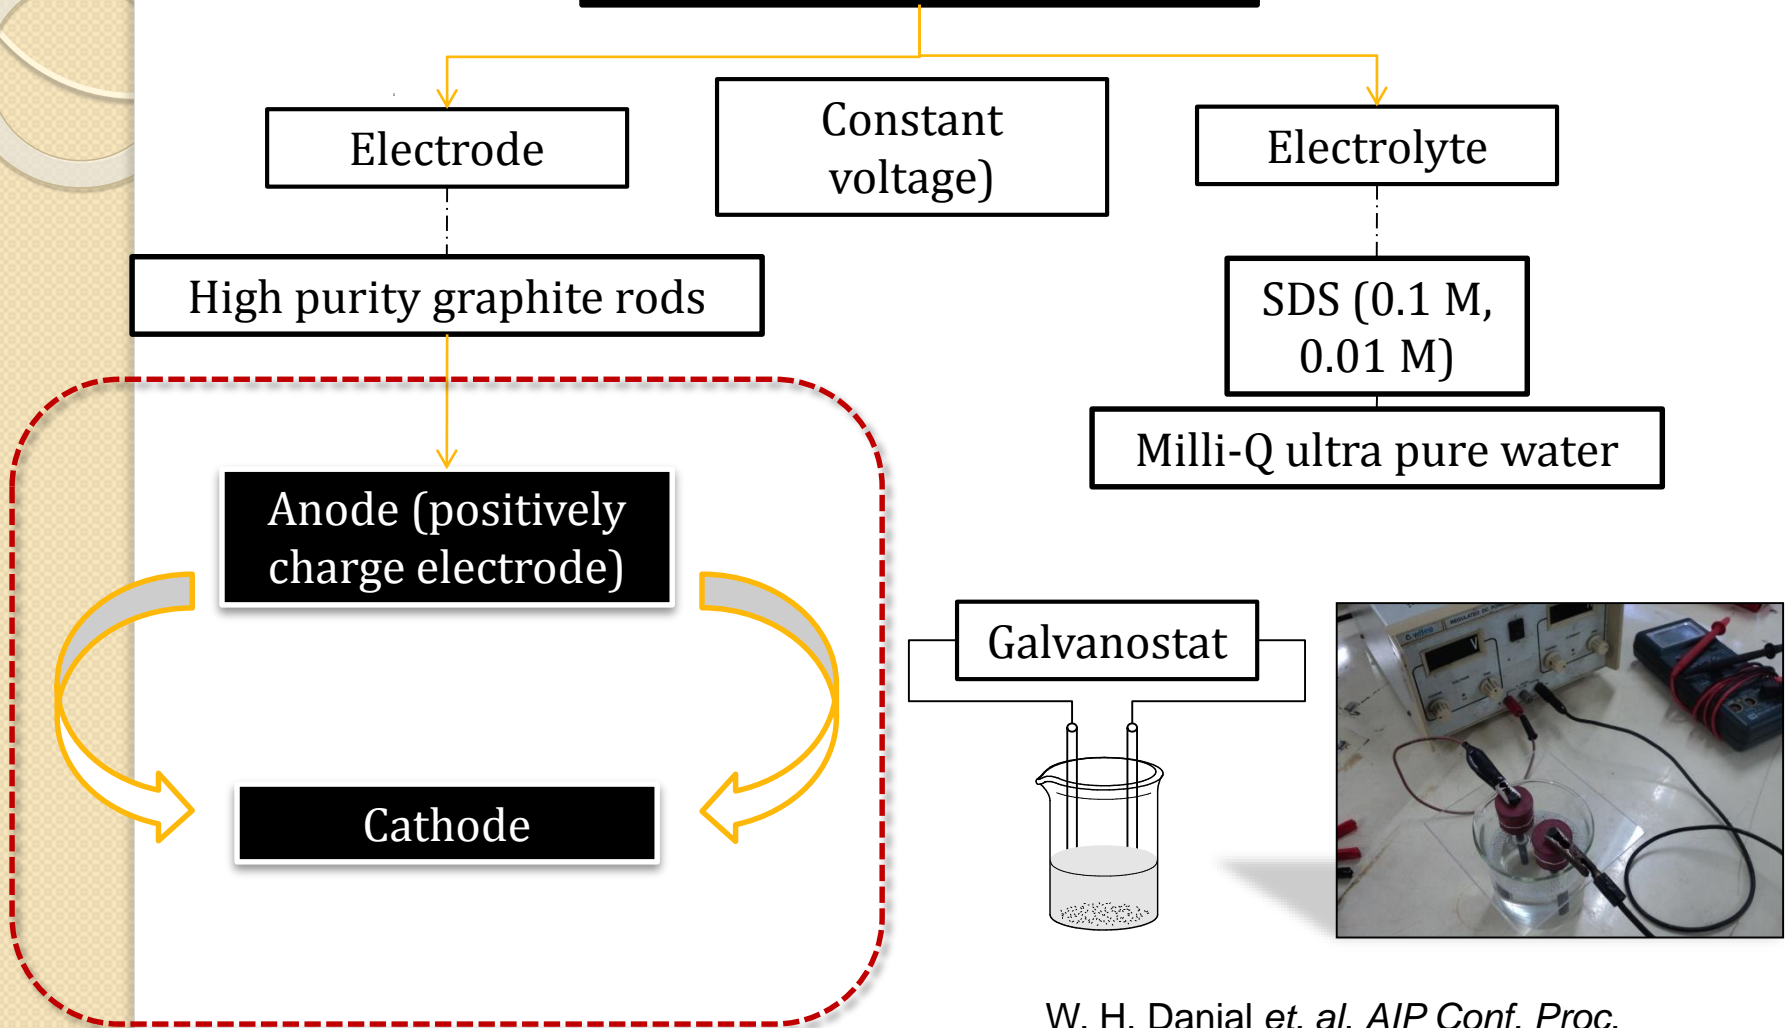 Electrode
Constant
voltage)
Electrolyte
High purity graphite rods
SDS (0.1 M,
0.01 M)
Milli-Q ultra pure water
Anode (positively
charge electrode)
Cathode
Galvanostat
V
W. H. Danial et. al. AIP Conf. Proc.